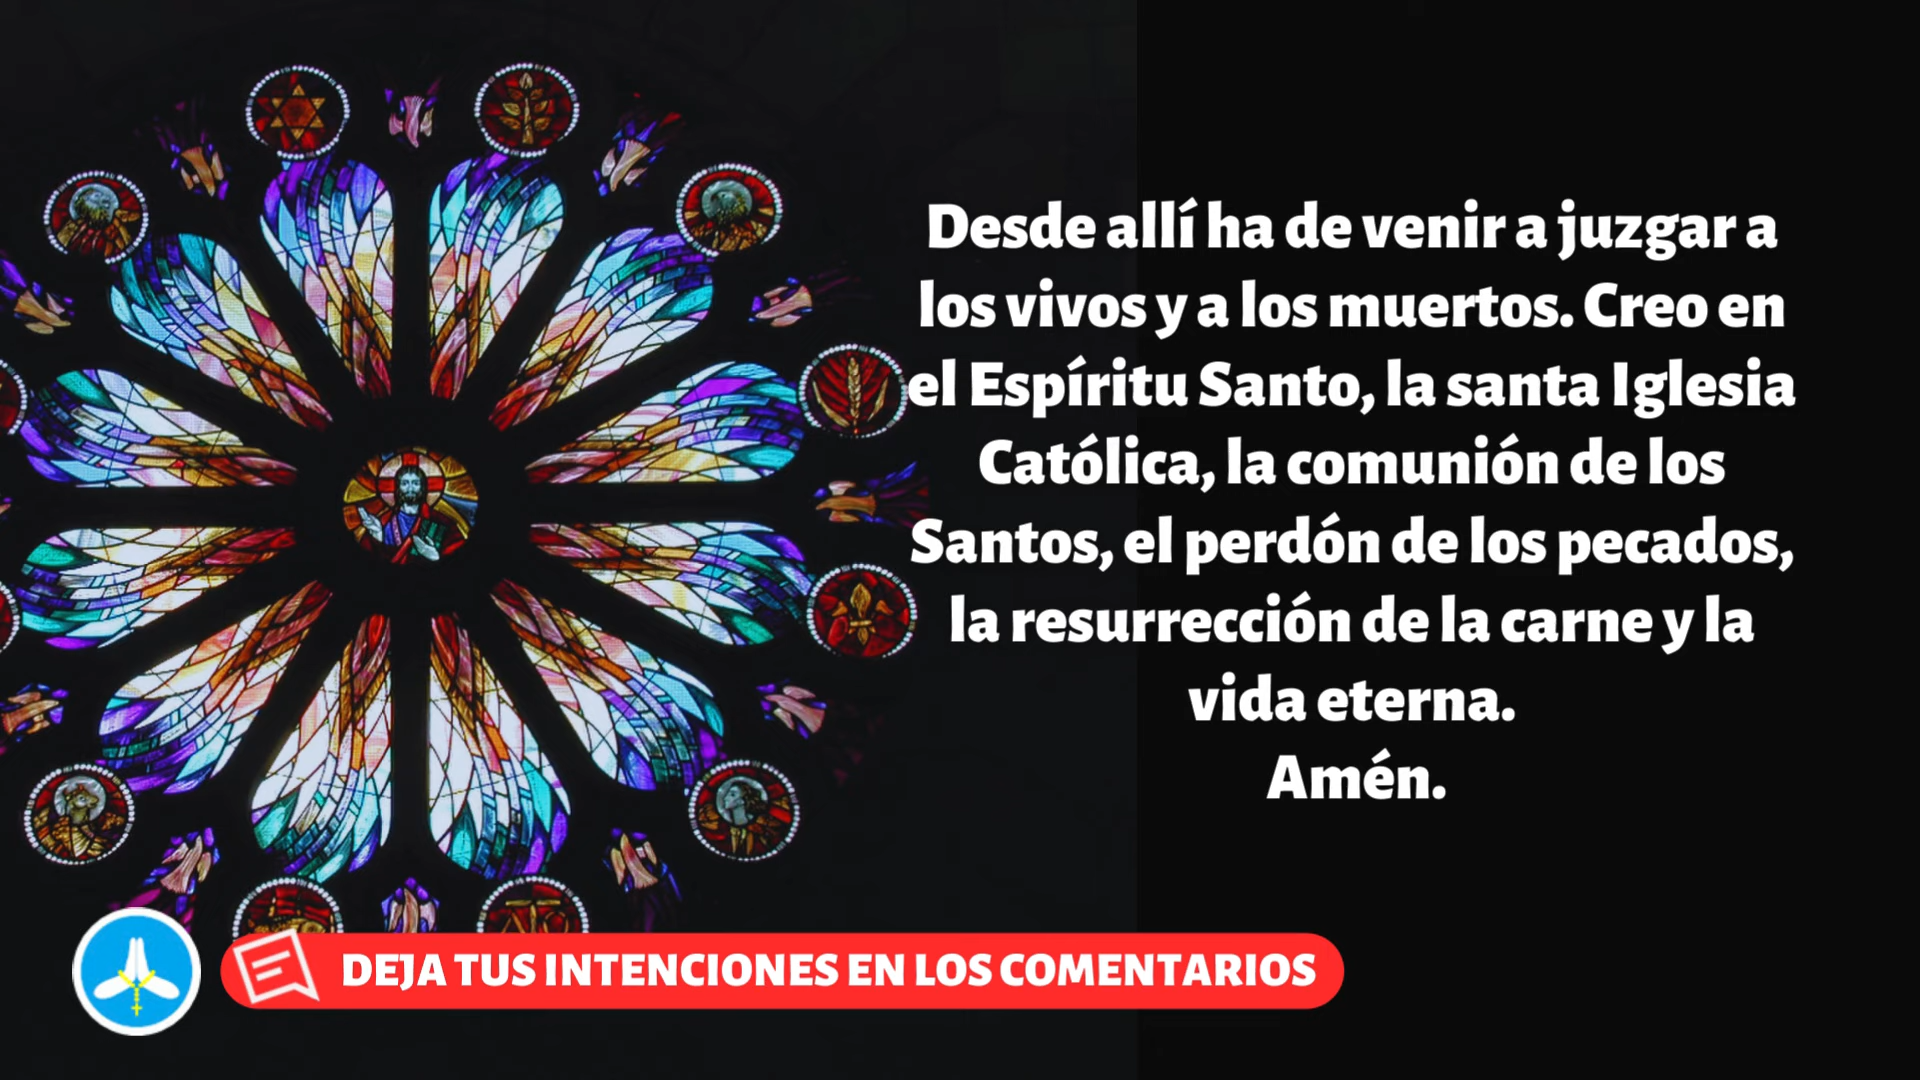 Desde allí ha de venir a juzgar a
los vivos y a los muertos. Creo en
el Espíritu Santo, la santa Iglesia
Católica, la comunión de los
Santos, el perdón de los pecados,
la resurrección de la carne y la
vida eterna.
Amén.
DEJA TUS INTENCIONES EN LOS COMENTARIOS